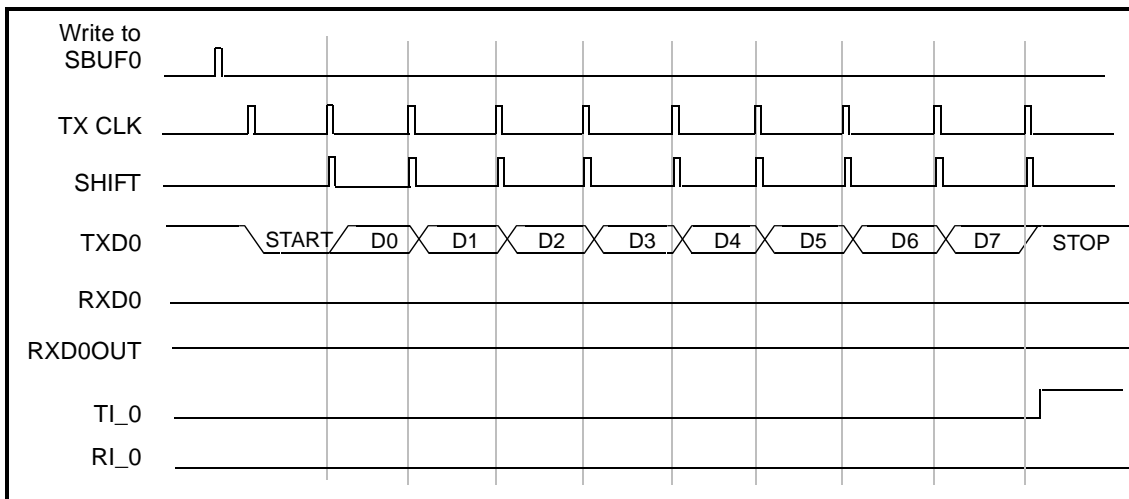 Write to
SBUF0
TX CLK
SHIFT
TXD0 START D0 D1 D2 D3 D4 D5 D6 D7 STOP
RXD0
RXD0OUT
TI_0
RI_0